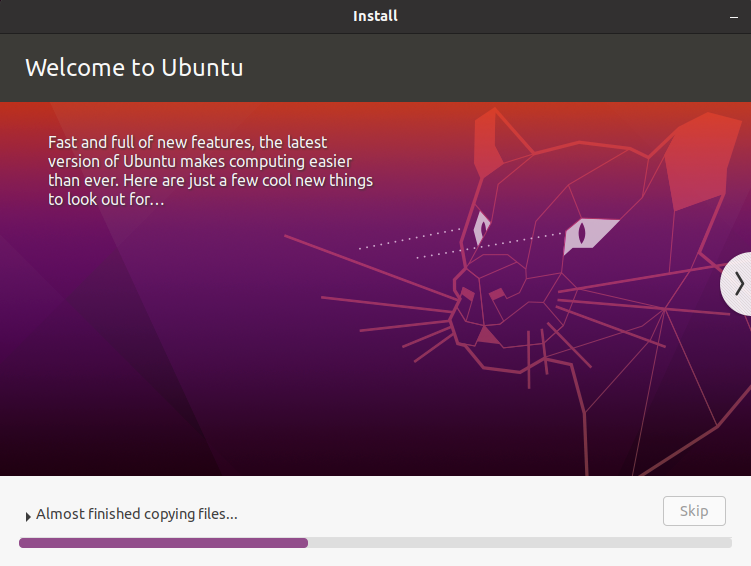 Install
Welcome to Ubuntu
Fast and full of new features, the latest
version of Ubuntu makes computing easier
than ever. Here are just a few cool new things
to look out for…
Almost finished copying files...
Skip